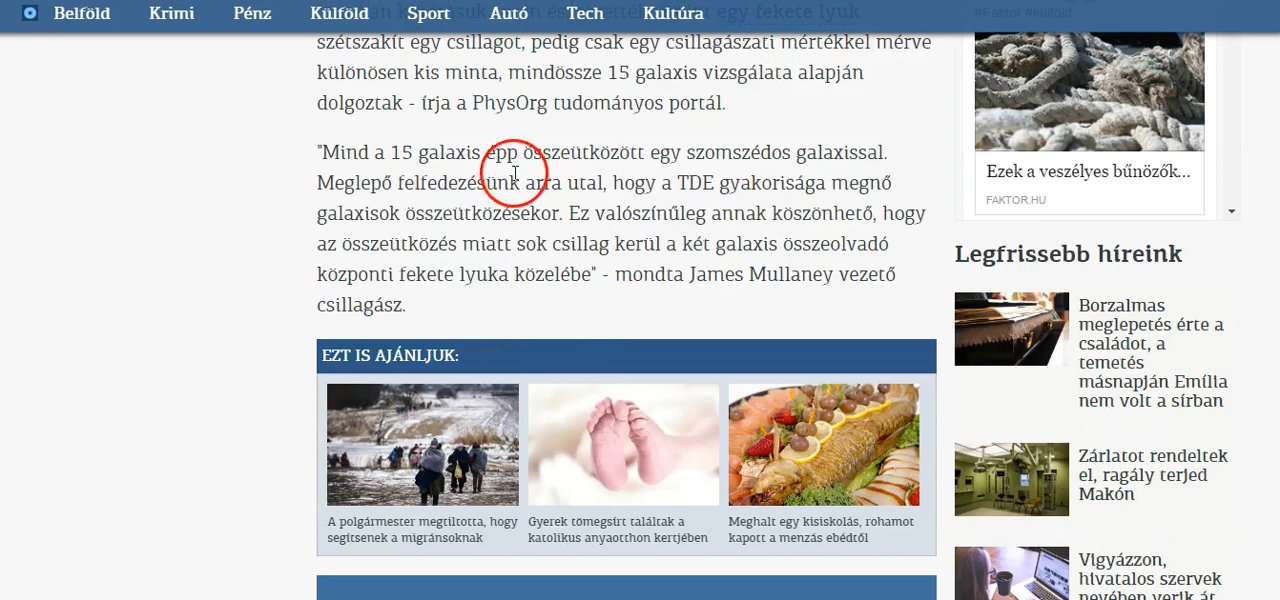 Belföld Krimi Pénz Külföld Sport Autó Tech Kultúra
egy fekete lyuk
szétszakít egy csillagot, pedig csak egy csillagászati mértékkel mérve
különösen kis minta, mindössze 15 galaxis vizsgálata alapján
dolgoztak - írja a PhysOrg tudományos portál.
"Mind a 15 galaxis épp összeütközött egy szomszédos galaxissal.
Meglepő felfedezésünk arra utal, hogy a TDE gyakorisága megnő
galaxisok összeütközésekor. Ez valószínűleg annak köszönhető, hogy
az összeütközés miatt sok csillag kerül a két galaxis összeolvadó
központi fekete lyuka közelébe" - mondta James Mullaney vezető
csillagász.
EZT IS AJÁNLJUK:
A polgármester megtiltotta, hogy
segítsenek a migránsoknak
Gyerek tömegsírt találtak a
katolikus anyaotthon kertjében
Meghalt egy kisiskolás, rohamot
kapott a menzás ebédtől
#Faktor #külföld
Ezek a veszélyes bűnözők...
FAKTOR.HU
Legfrissebb híreink
Borzalmas
meglepetés érte a
családot, a
temetés
másnapján Emília
nem volt a sírban
Zárlatot rendeltek
el, ragály terjed
Makón
Vigyázzon,
hivatalos szervek
nevében verik át